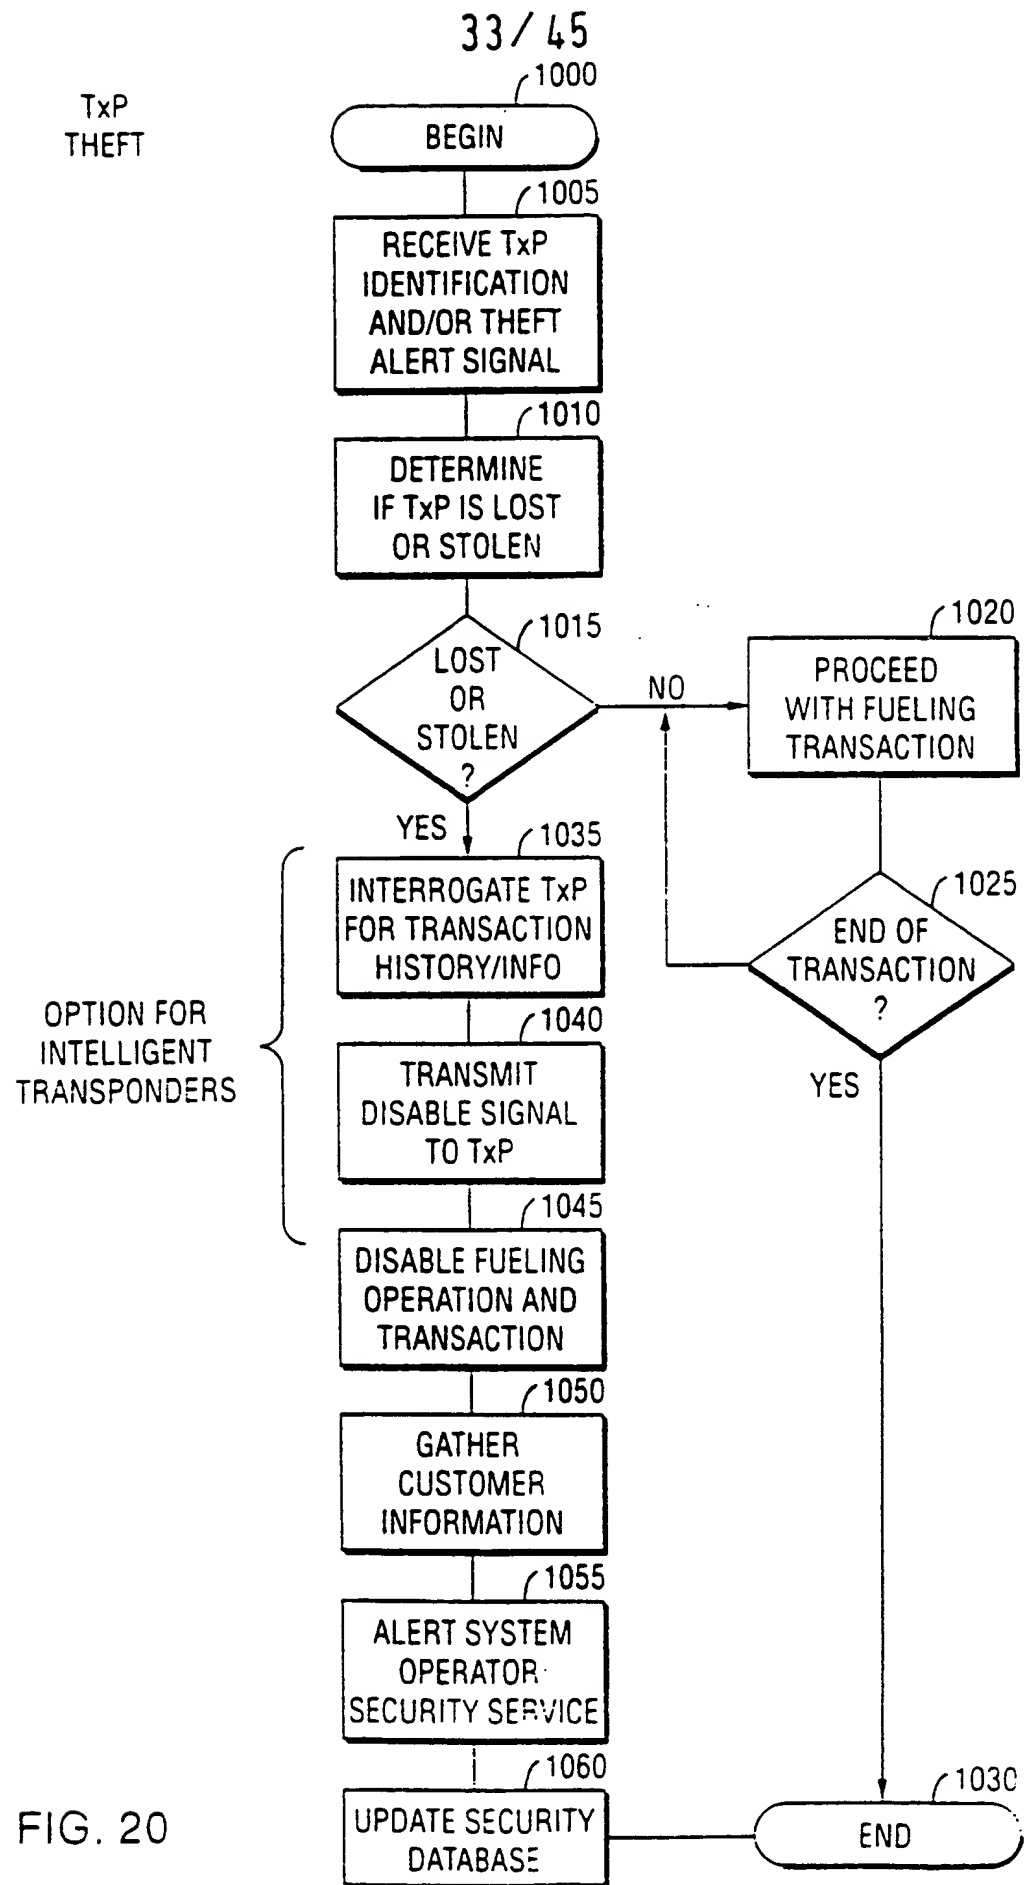 33/45
TxP
THEFT
1000
BEGIN
1005
RECEIVE TxP
IDENTIFICATION
AND/OR THEFT
ALERT SIGNAL
1010
DETERMINE
IF TxP IS LOST
OR STOLEN
1015
LOST
OR
STOLEN
?
NO
1020
PROCEED
WITH FUELING
TRANSACTION
YES
1025
END OF
TRANSACTION
?
YES
OPTION FOR
INTELLIGENT
TRANSPONDERS
1035
INTERROGATE TxP
FOR TRANSACTION
HISTORY/INFO
1040
TRANSMIT
DISABLE SIGNAL
TO TxP
1045
DISABLE FUELING
OPERATION AND
TRANSACTION
1050
GATHER
CUSTOMER
INFORMATION
1055
ALERT SYSTEM
OPERATOR
SECURITY SERVICE
1060
UPDATE SECURITY
DATABASE
1030
END
FIG. 20